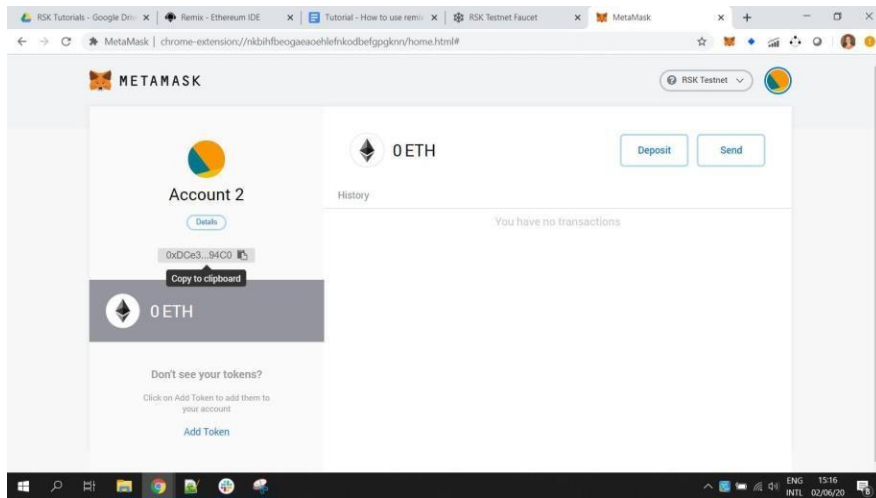 RSK Tutorials - Google Driv
Remix - Ethereum IDE
Tutorial - How to use remix
RSK Testnet Faucet
MetaMask
MetaMask | chrome-extension://nkbihfbeogaeaoehlefnkodbefgpgknn/home.html#
METAMASK
RSK Testnet
Account 2
Details
0xDCe3...94C0
Copy to clipboard
0 ETH
Don't see your tokens?
Click on Add Token to add them to
your account
Add Token
0 ETH
Deposit
Send
History
You have no transactions
ENG
INTL
15:16
02/06/20